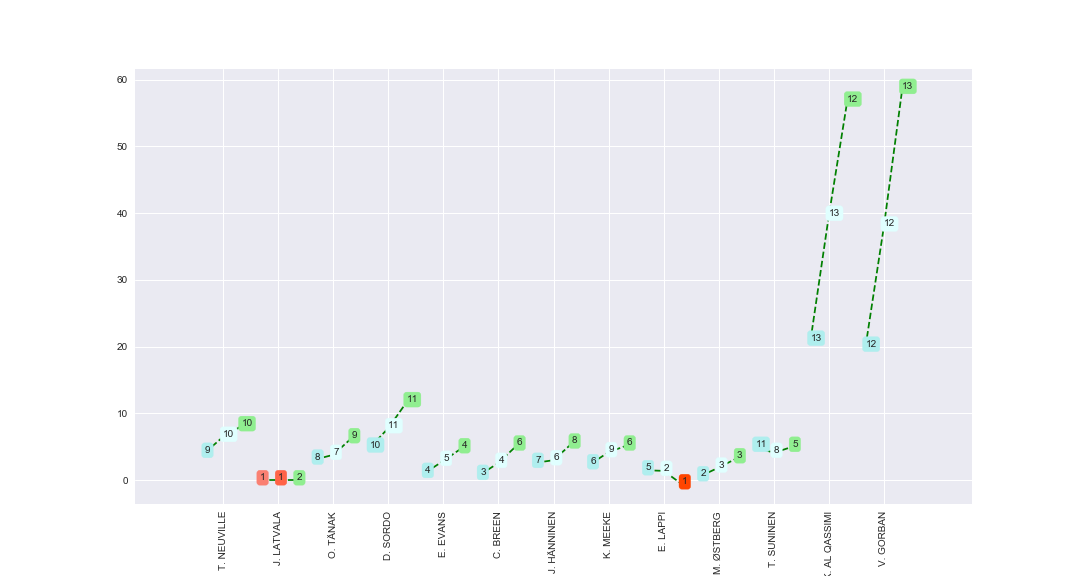 60
50
40
30
20
10
0
9 10 10
1 1 2
8 7 9
10 11 11
4 5 4
3 4 6
7 6 8
6 9 6
5 2 1
2 3 3
11 8 5
13 13 12
12 12 13
T. NEUVILLE
J. LATVALA
O. TÄNAK
D. SORDO
E. EVANS
C. BREEN
J. HÄNNINEN
K. MEEKE
E. LAPPI
M. ØSTBERG
T. SUNINEN
K. AL QASSIMI
V. GORBAN